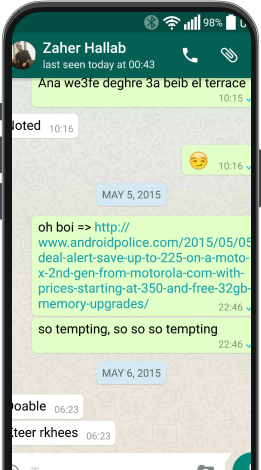 98%
Zaher Hallab
last seen today at 00:43
Ana we3fe deghre 3a beib el terrace
10:15
Noted 10:16
😏 10:16
MAY 5, 2015
oh boi => http://
www.androidpolice.com/2015/05/05
deal-alert-save-up-to-225-on-a-moto-
x-2nd-gen-from-motorola-com-with-
prices-starting-at-350-and-free-32gb-
memory-upgrades/
22:46
so tempting, so so so tempting
22:46
MAY 6, 2015
Doable 06:23
Kteer rkhees 06:23